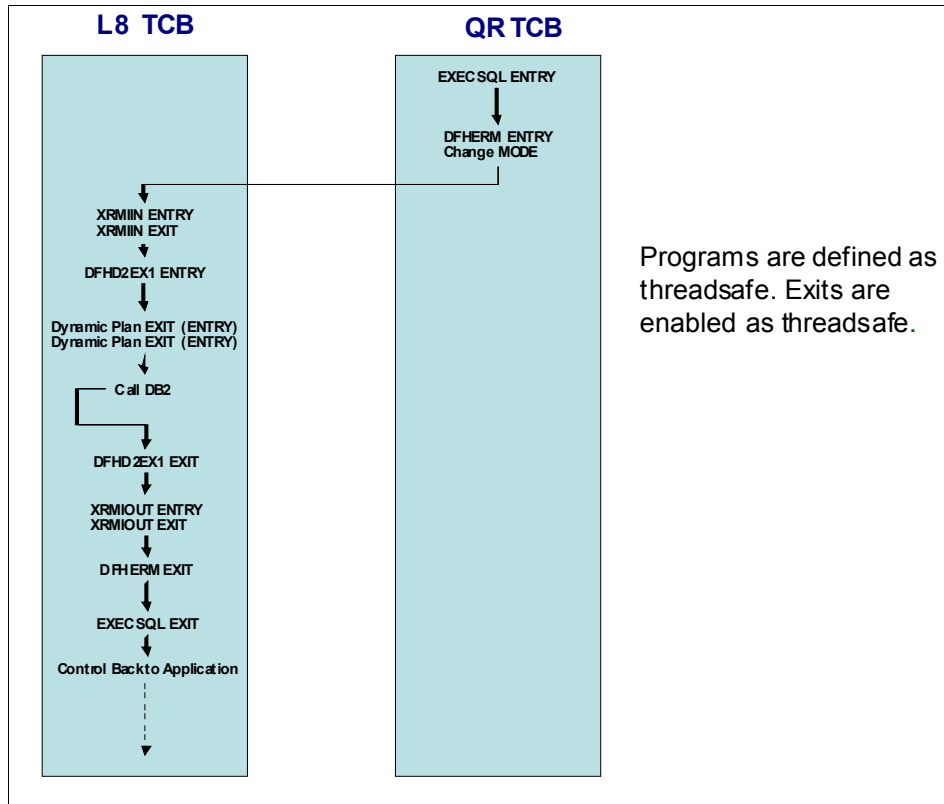 L8 TCB
QR TCB
EXEC SQL ENTRY
DFHERM ENTRY
Change MODE
XRMIIN ENTRY
XRMIIN EXIT
DFHD2EX1 ENTRY
Dynamic Plan EXIT (ENTRY)
Dynamic Plan EXIT (ENTRY)
Call DB2
DFHD2EX1 EXIT
XRMIOUT ENTRY
XRMIOUT EXIT
DFHERM EXIT
EXEC SQL EXIT
Control Back to Application
Programs are defined as
threadsafe. Exits are
enabled as threadsafe.